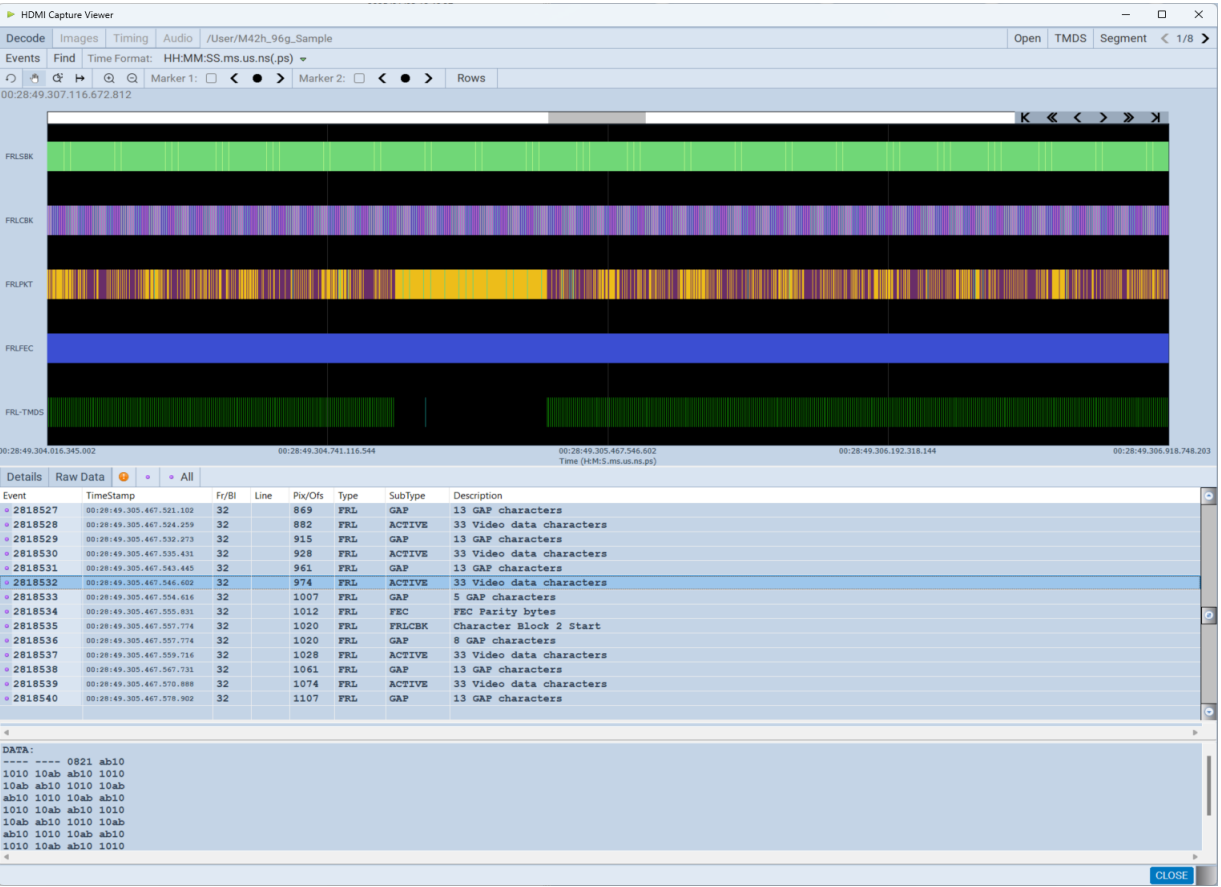 HDMI Capture Viewer
Decode Images Timing Audio /User/M42h_96g_Sample Open TMDS Segment 1/8
Events Find Time Format: HH:MM:SS.ms.us.ns(.ps)
Marker 1: Marker 2: Rows
00:28:49.307.116.672.812
FRLSBK
FRLCBK
FRLPKT
FRLFEC
FRL-TMDS
00:28:49.304.016.345.002 00:28:49.304.741.116.544 00:28:49.305.467.546.602 00:28:49.306.192.318.144 00:28:49.306.918.748.203
Time (H:M:S.ms.us.ns.ps)
Details Raw Data All
Event TimeStamp Fr/Bl Line Pix/Ofs Type SubType Description
2818527 00:28:49.305.467.521.102 32 869 FRL GAP 13 GAP characters
2818528 00:28:49.305.467.524.259 32 882 FRL ACTIVE 33 Video data characters
2818529 00:28:49.305.467.532.273 32 915 FRL GAP 13 GAP characters
2818530 00:28:49.305.467.535.431 32 928 FRL ACTIVE 33 Video data characters
2818531 00:28:49.305.467.543.445 32 961 FRL GAP 13 GAP characters
2818532 00:28:49.305.467.546.602 32 974 FRL ACTIVE 33 Video data characters
2818533 00:28:49.305.467.554.616 32 1007 FRL GAP 5 GAP characters
2818534 00:28:49.305.467.555.831 32 1012 FRL FEC FEC Parity bytes
2818535 00:28:49.305.467.557.774 32 1020 FRL FRLCBK Character Block 2 Start
2818536 00:28:49.305.467.557.774 32 1020 FRL GAP 8 GAP characters
2818537 00:28:49.305.467.559.716 32 1028 FRL ACTIVE 33 Video data characters
2818538 00:28:49.305.467.567.731 32 1061 FRL GAP 13 GAP characters
2818539 00:28:49.305.467.570.888 32 1074 FRL ACTIVE 33 Video data characters
2818540 00:28:49.305.467.578.902 32 1107 FRL GAP 13 GAP characters
DATA:
---- ---- 0821 ab10
1010 10ab ab10 1010
10ab ab10 1010 10ab
ab10 1010 10ab ab10
1010 10ab ab10 1010
10ab ab10 1010 10ab
ab10 1010 10ab ab10
1010 10ab ab10 1010
CLOSE